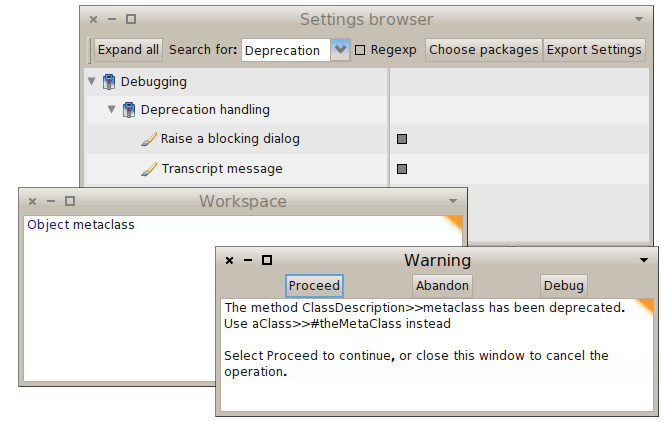 Settings browser
Expand all Search for: Deprecation Regexp Choose packages Export Settings
Debugging
Deprecation handling
Raise a blocking dialog
Transcript message
Workspace
Object metaclass
Warning
Proceed Abandon Debug
The method ClassDescription>>metaclass has been deprecated.
Use aClass>>#theMetaClass instead
Select Proceed to continue, or close this window to cancel the
operation.